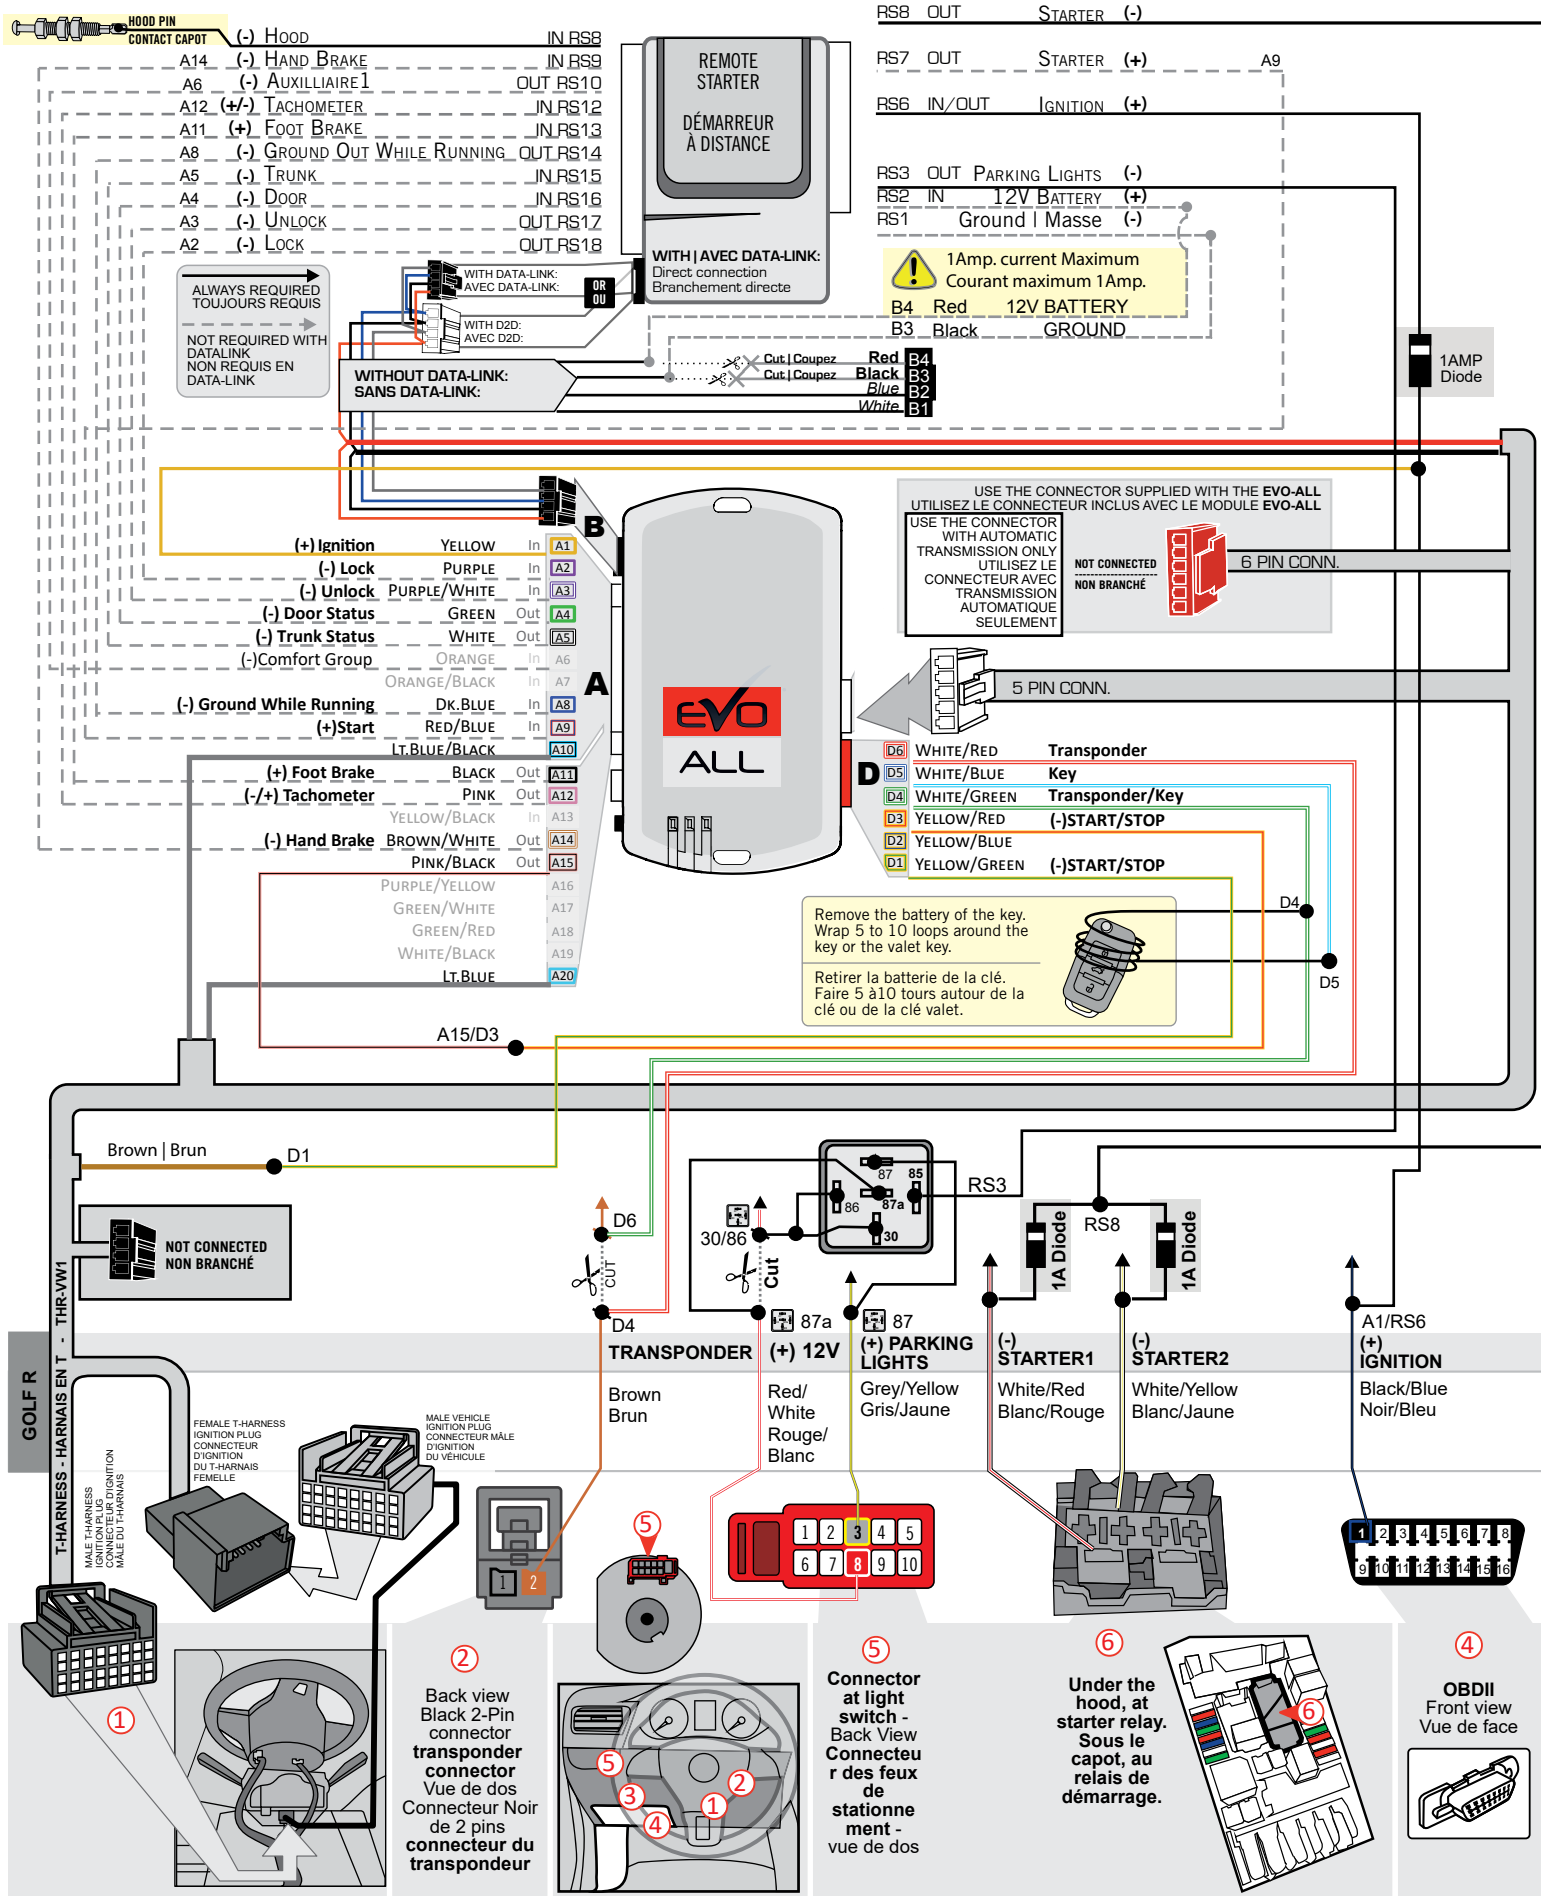 HOOD PIN
CONTACT CAPOT
(-) HOOD IN RS8
A14 (-) HAND BRAKE IN RS9
A6 (-) AUXILLIAIRE1 OUT RS10
A12 (+/-) TACHOMETER IN RS12
A11 (+) FOOT BRAKE IN RS13
A8 (-) GROUND OUT WHILE RUNNING OUT RS14
A5 (-) TRUNK IN RS15
A4 (-) DOOR IN RS16
A3 (-) UNLOCK OUT RS17
A2 (-) LOCK OUT RS18
REMOTE
STARTER
DÉMARREUR
À DISTANCE
WITH | AVEC DATA-LINK:
Direct connection
Branchement directe
RS8 OUT STARTER (-)
RS7 OUT STARTER (+) A9
RS6 IN/OUT IGNITION (+)
RS3 OUT PARKING LIGHTS (-)
RS2 IN 12V BATTERY (+)
RS1 Ground | Masse (-)
1Amp. current Maximum
Courant maximum 1Amp.
B4 Red 12V BATTERY
B3 Black GROUND
ALWAYS REQUIRED
TOUJOURS REQUIS
NOT REQUIRED WITH
DATALINK
NON REQUIS EN
DATA-LINK
WITH DATA-LINK:
AVEC DATA-LINK:
OR
OU
WITH D2D:
AVEC D2D:
WITHOUT DATA-LINK:
SANS DATA-LINK:
Cut | Coupez Red B4
Cut | Coupez Black B3
Blue B2
White B1
1AMP
Diode
USE THE CONNECTOR SUPPLIED WITH THE EVO-ALL
UTILISEZ LE CONNECTEUR INCLUS AVEC LE MODULE EVO-ALL
USE THE CONNECTOR
WITH AUTOMATIC
TRANSMISSION ONLY
UTILISEZ LE
CONNECTEUR AVEC
TRANSMISSION
AUTOMATIQUE
SEULEMENT
NOT CONNECTED
NON BRANCHÉ
6 PIN CONN.
5 PIN CONN.
B
A
D
EVO
ALL
(+) Ignition YELLOW In A1
(-) Lock PURPLE In A2
(-) Unlock PURPLE/WHITE In A3
(-) Door Status GREEN Out A4
(-) Trunk Status WHITE Out A5
(-)Comfort Group ORANGE In A6
ORANGE/BLACK In A7
(-) Ground While Running DK.BLUE In A8
(+)Start RED/BLUE In A9
LT.BLUE/BLACK A10
(+) Foot Brake BLACK Out A11
(-/+) Tachometer PINK Out A12
YELLOW/BLACK In A13
(-) Hand Brake BROWN/WHITE Out A14
PINK/BLACK Out A15
PURPLE/YELLOW A16
GREEN/WHITE A17
GREEN/RED A18
WHITE/BLACK A19
LT.BLUE A20
D6 WHITE/RED Transponder
D5 WHITE/BLUE Key
D4 WHITE/GREEN Transponder/Key
D3 YELLOW/RED (-)START/STOP
D2 YELLOW/BLUE
D1 YELLOW/GREEN (-)START/STOP
Remove the battery of the key.
Wrap 5 to 10 loops around the
key or the valet key.
Retirer la batterie de la clé.
Faire 5 à10 tours autour de la
clé ou de la clé valet.
D4
D5
A15/D3
Brown | Brun
D1
NOT CONNECTED
NON BRANCHÉ
D6
CUT
D4
30/86
Cut
87
85
86
87a
30
RS3
87a
87
1A Diode
RS8
1A Diode
A1/RS6
GOLF R
T-HARNESS - HARNAIS EN T - THR-VW1
TRANSPONDER
Brown
Brun
(+) 12V
Red/
White
Rouge/
Blanc
(+) PARKING
LIGHTS
Grey/Yellow
Gris/Jaune
(-)
STARTER1
White/Red
Blanc/Rouge
(-)
STARTER2
White/Yellow
Blanc/Jaune
(+)
IGNITION
Black/Blue
Noir/Bleu
FEMALE T-HARNESS
IGNITION PLUG
CONNECTEUR
D'IGNITION
DU T-HARNAIS
FEMELLE
MALE VEHICLE
IGNITION PLUG
CONNECTEUR MÂLE
D'IGNITION
DU VÉHICULE
MALE T-HARNESS
IGNITION PLUG
CONNECTEUR D'IGNITION
MÂLE DU T-HARNAIS
1 2
5
1 2 3 4 5
6 7 8 9 10
1 2 3 4 5 6 7 8
9 10 11 12 13 14 15 16
1
2
Back view
Black 2-Pin
connector
transponder
connector
Vue de dos
Connecteur Noir
de 2 pins
connecteur du
transpondeur
5
3
4
1
2
5
Connector
at light
switch -
Back View
Connecteu
r des feux
de
stationne
ment -
vue de dos
6
Under the
hood, at
starter relay.
Sous le
capot, au
relais de
démarrage.
6
4
OBDII
Front view
Vue de face